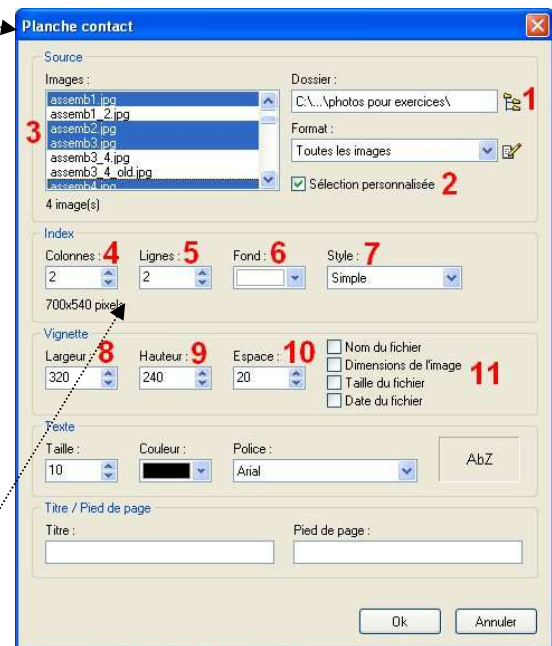 Planche contact
Source
Images :
assemb1.jpg
assemb1_2.jpg
assemb2.jpg
assemb3.jpg
assemb3_4.jpg
assemb3_4_old.jpg
assemb4.jpg
3
4 image(s)
Dossier :
C:\...\photos pour exercices\
1
Format :
Toutes les images
Sélection personnalisée 2
Index
Colonnes : 4 Lignes : 5 Fond : 6 Style : 7
2 2 Simple
700x540 pixels
Vignette
Largeur : 8 Hauteur : 9 Espace : 10
320 240 20
Nom du fichier
Dimensions de l'image
Taille du fichier
Date du fichier
11
Texte
Taille : Couleur : Police :
10 Arial AbZ
Titre / Pied de page
Titre : Pied de page :
Ok Annuler